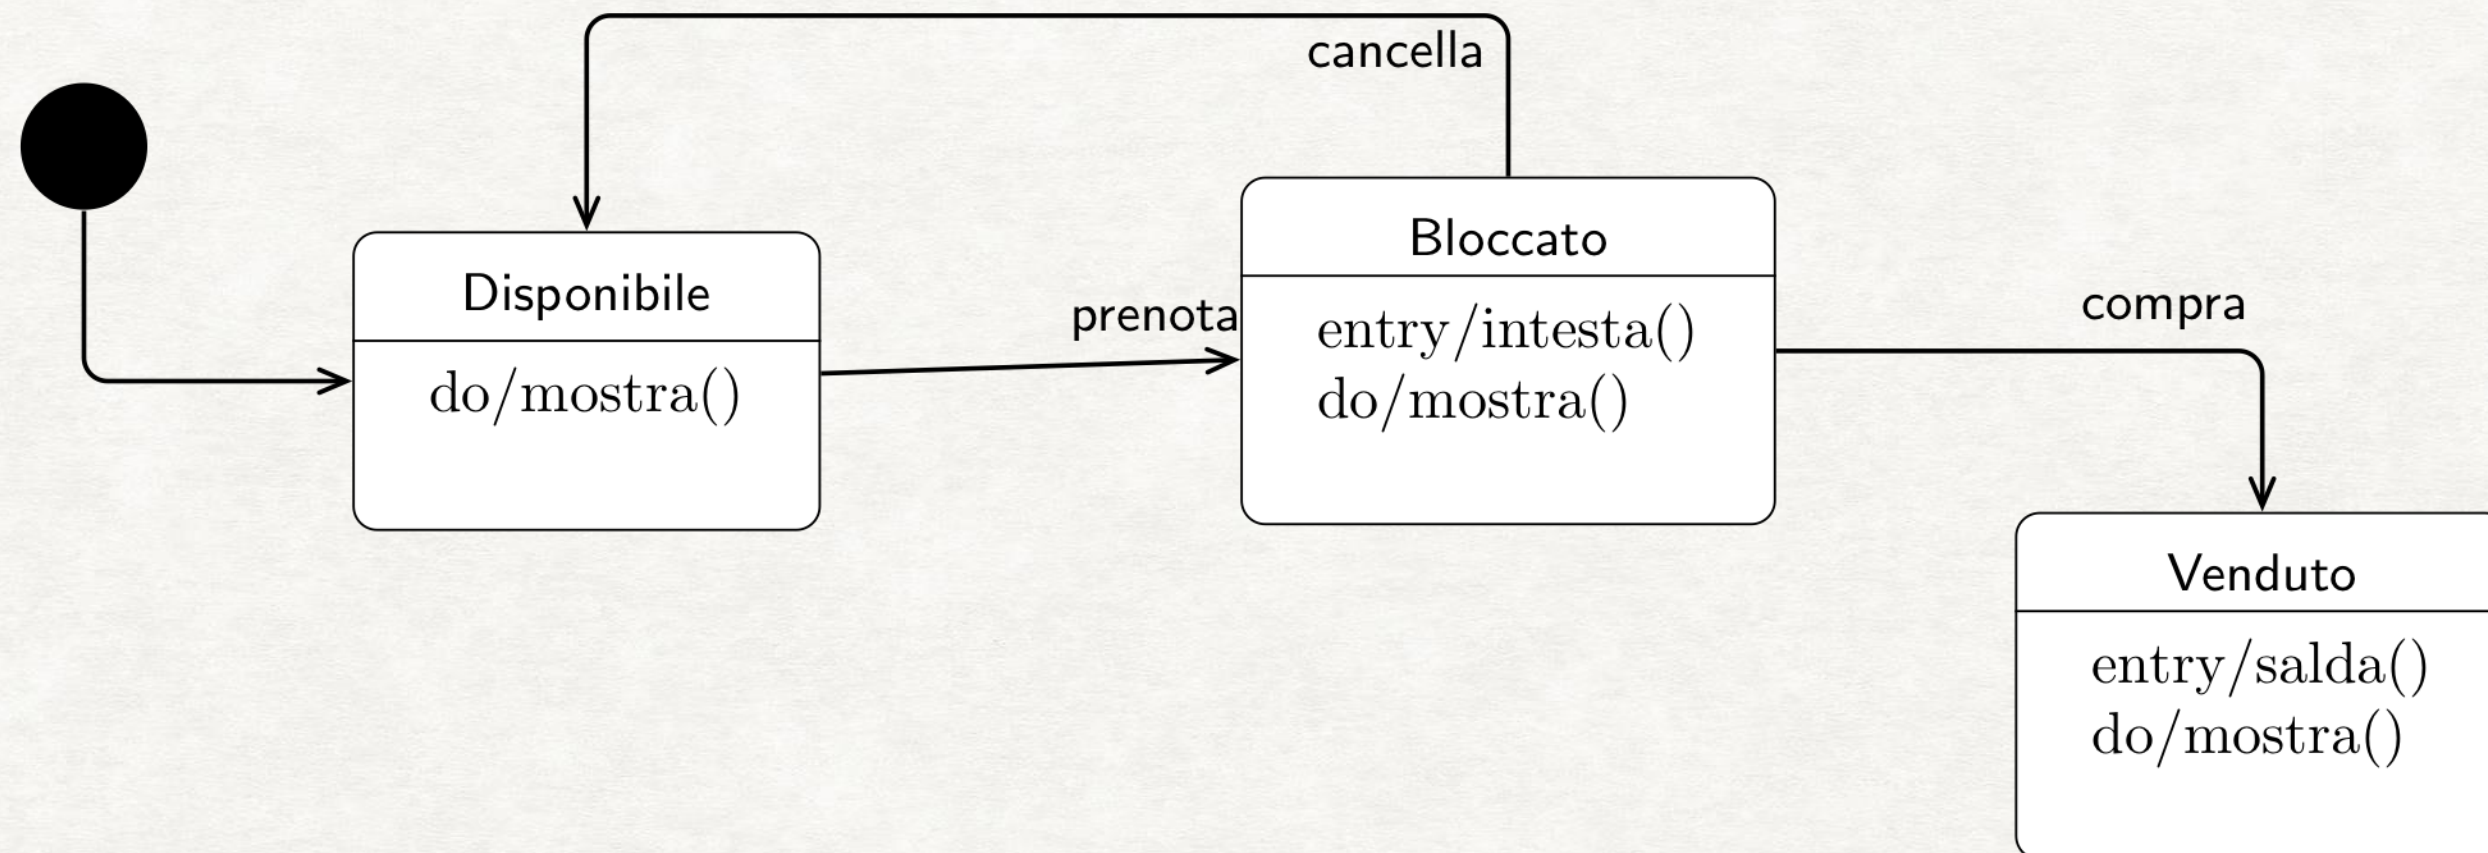 cancella
Disponibile
do/mostra()
prenota
Bloccato
entry/intesta()
do/mostra()
compra
Venduto
entry/salda()
do/mostra()